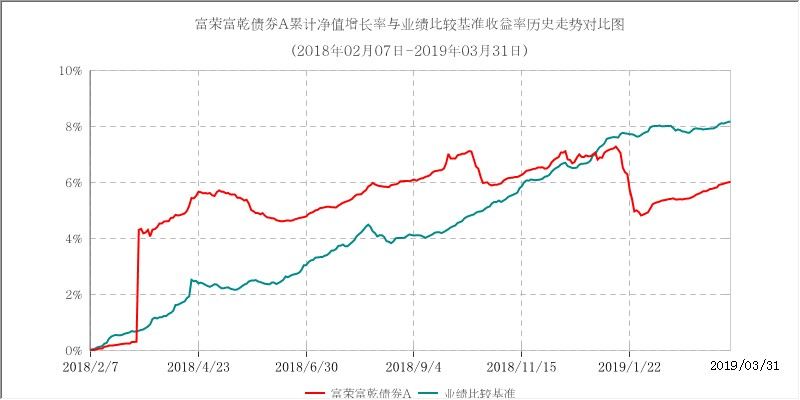 富荣富乾债券A累计净值增长率与业绩比较基准收益率历史走势对比图
(2018年02月07日-2019年03月31日)
10%
8%
6%
4%
2%
0%
2018/2/7 2018/4/23 2018/6/30 2018/9/4 2018/11/15 2019/1/22 2019/03/31
富荣富乾债券A 业绩比较基准